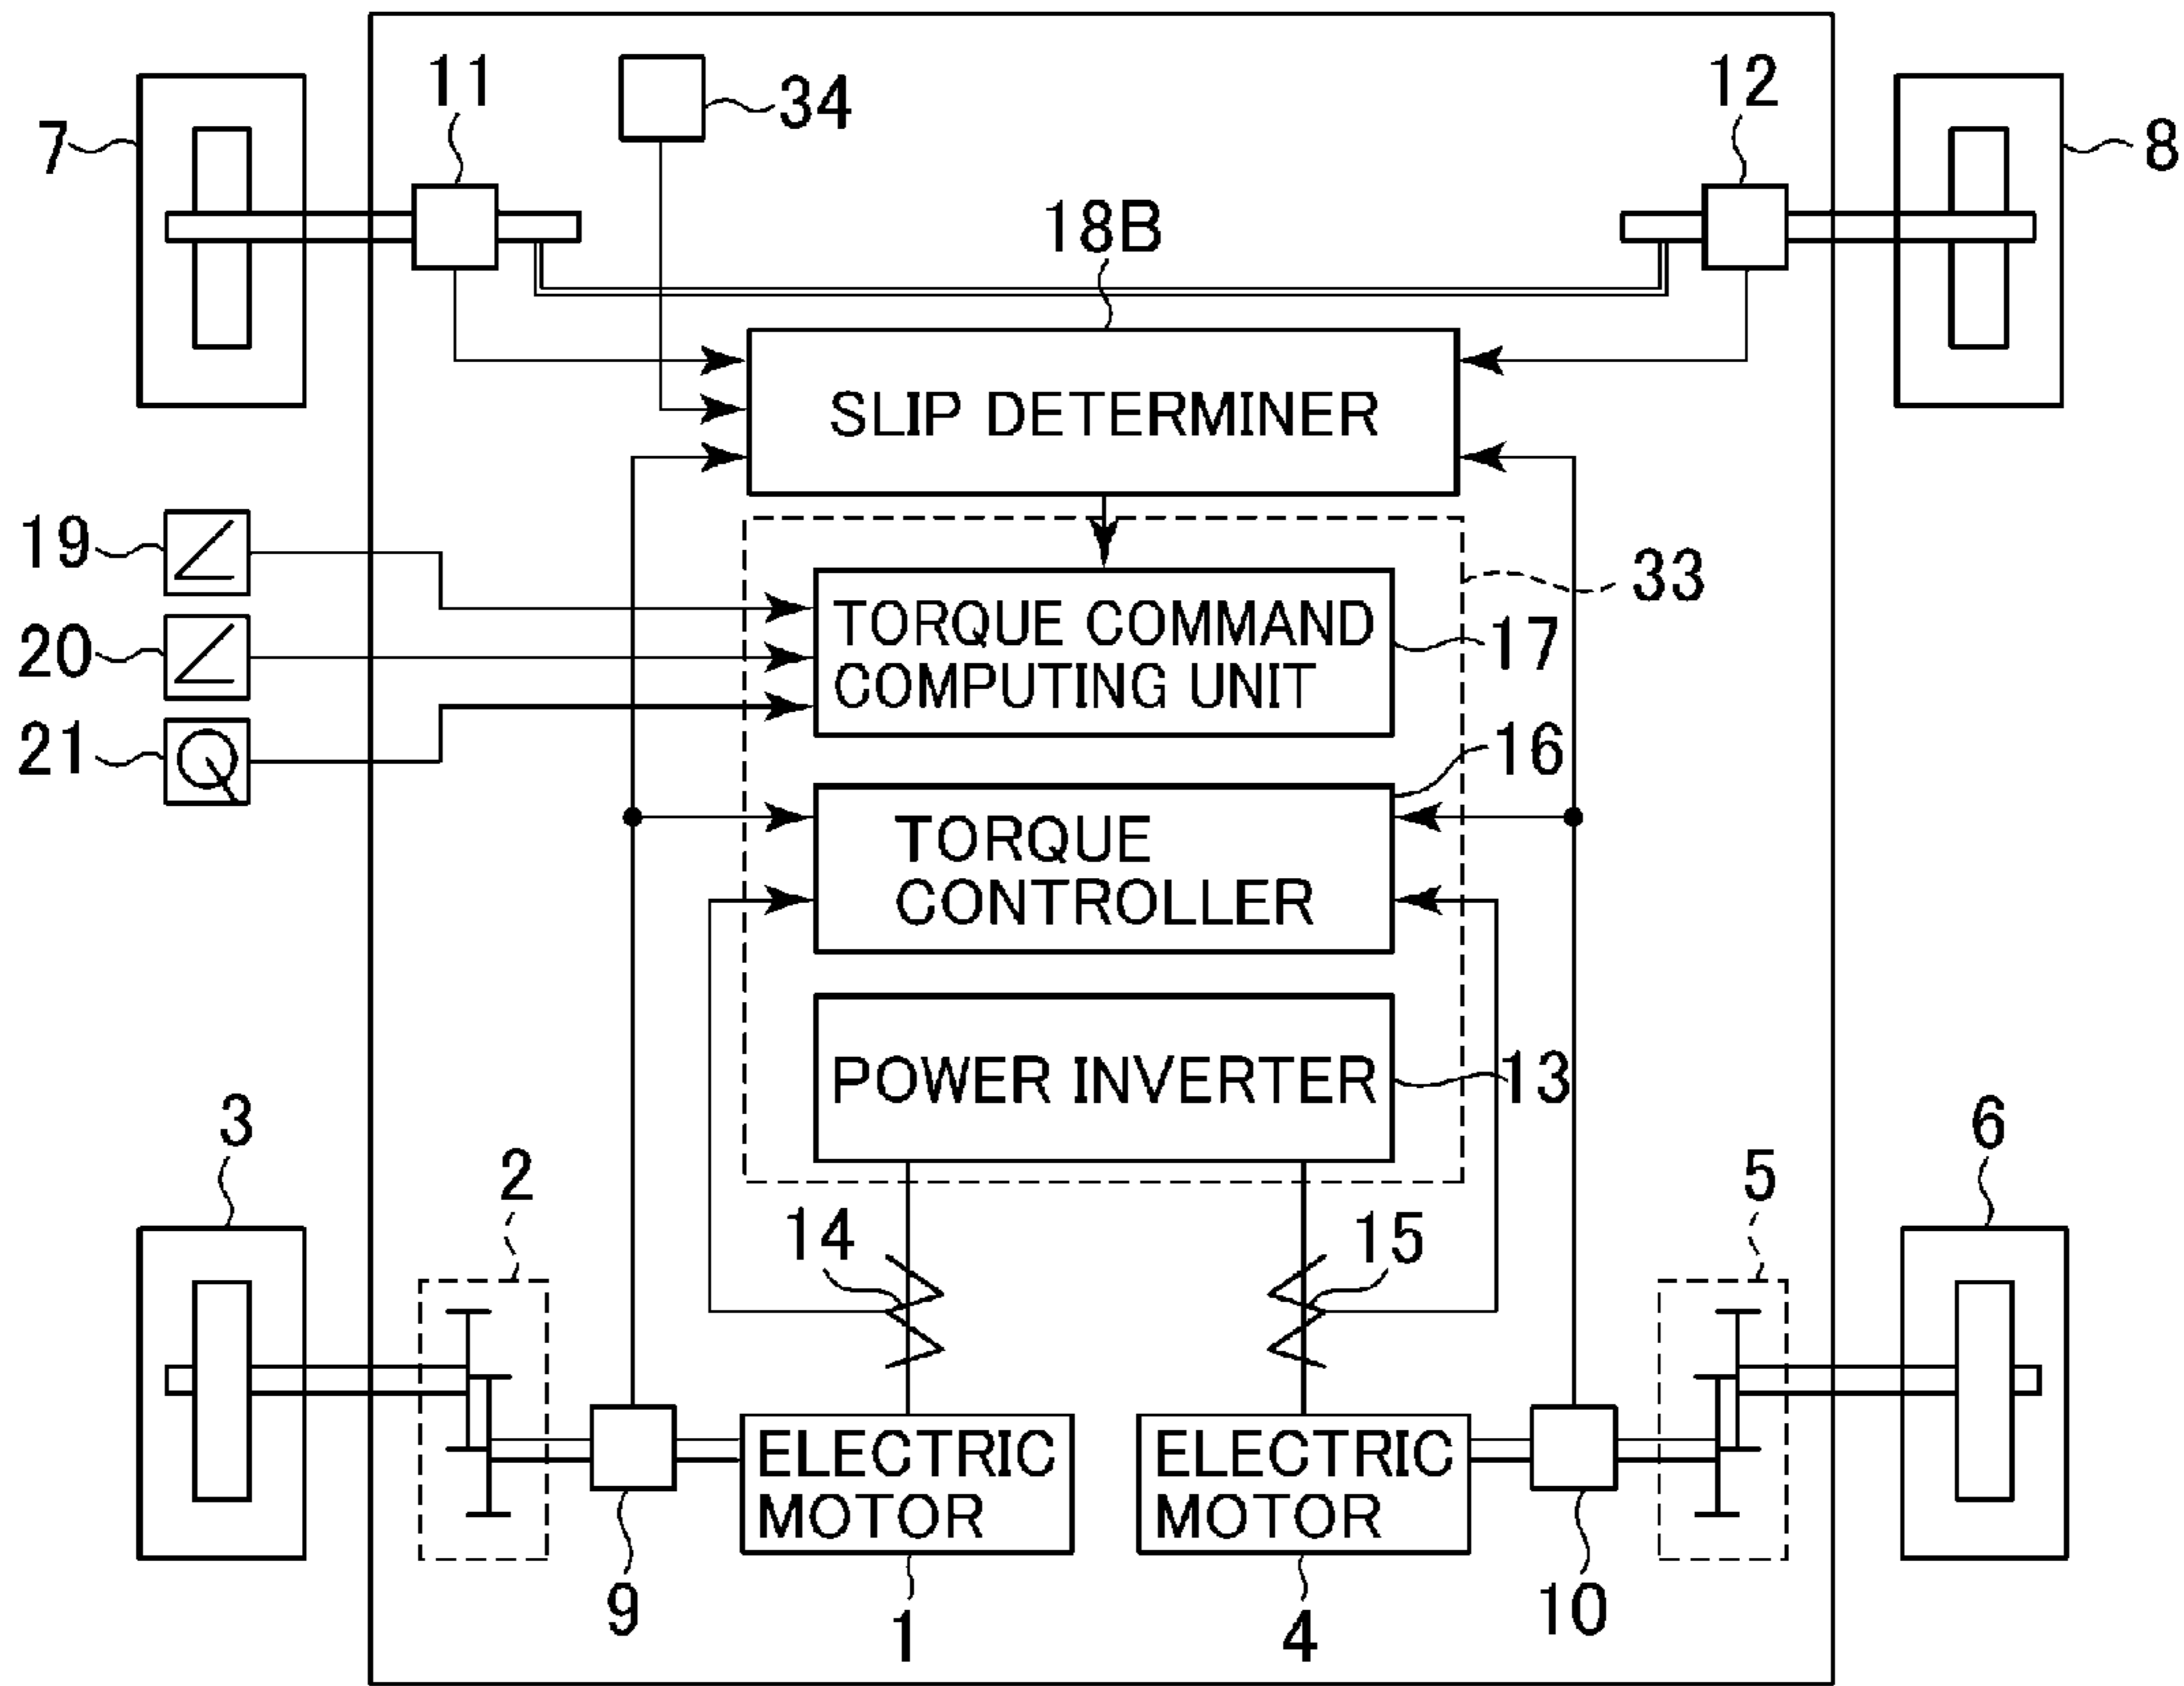 11
34
12
7
8
18B
SLIP DETERMINER
19
33
TORQUE COMMAND
COMPUTING UNIT
17
20
21
16
TORQUE
CONTROLLER
POWER INVERTER
13
3
6
2
5
14
15
ELECTRIC
MOTOR
ELECTRIC
MOTOR
9
1
4
10